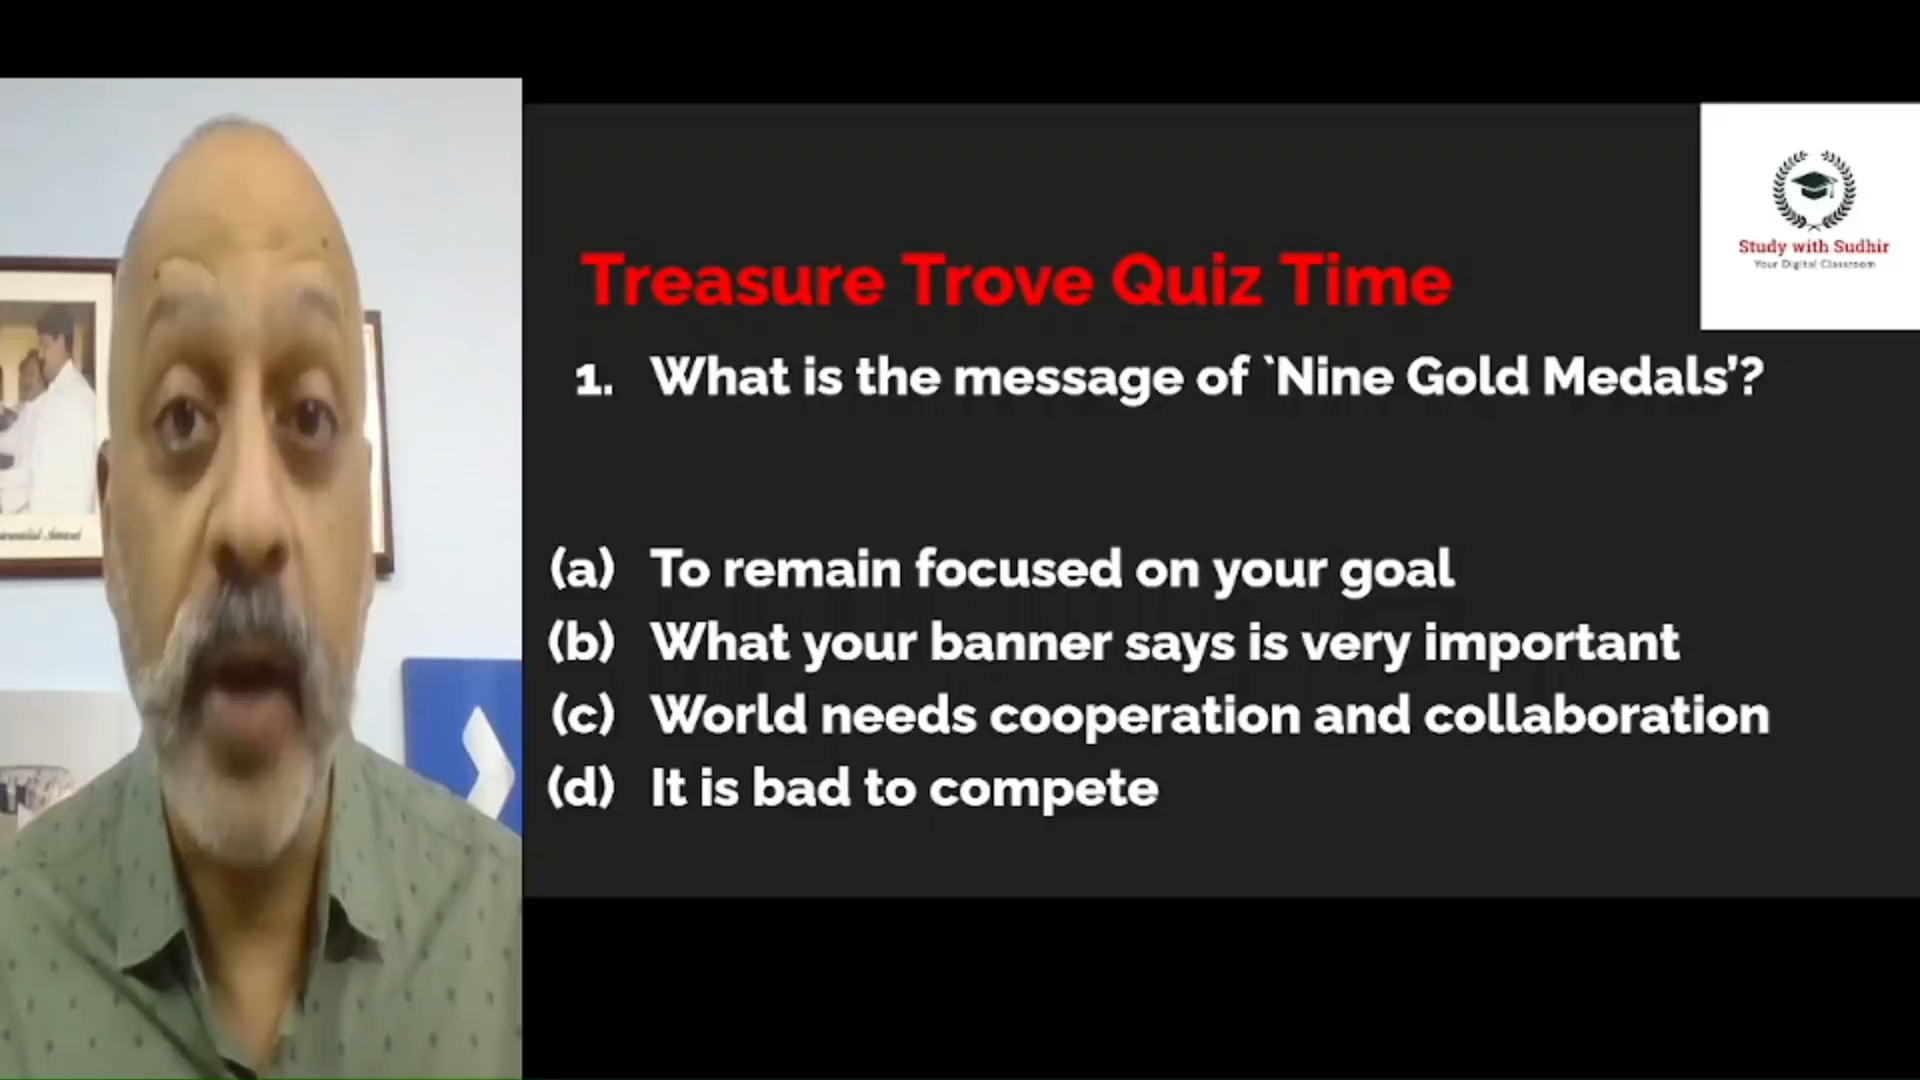 Study with Sudhir
Your Digital Classroom
Treasure Trove Quiz Time
1. What is the message of `Nine Gold Medals'?
(a) To remain focused on your goal
(b) What your banner says is very important
(c) World needs cooperation and collaboration
(d) It is bad to compete